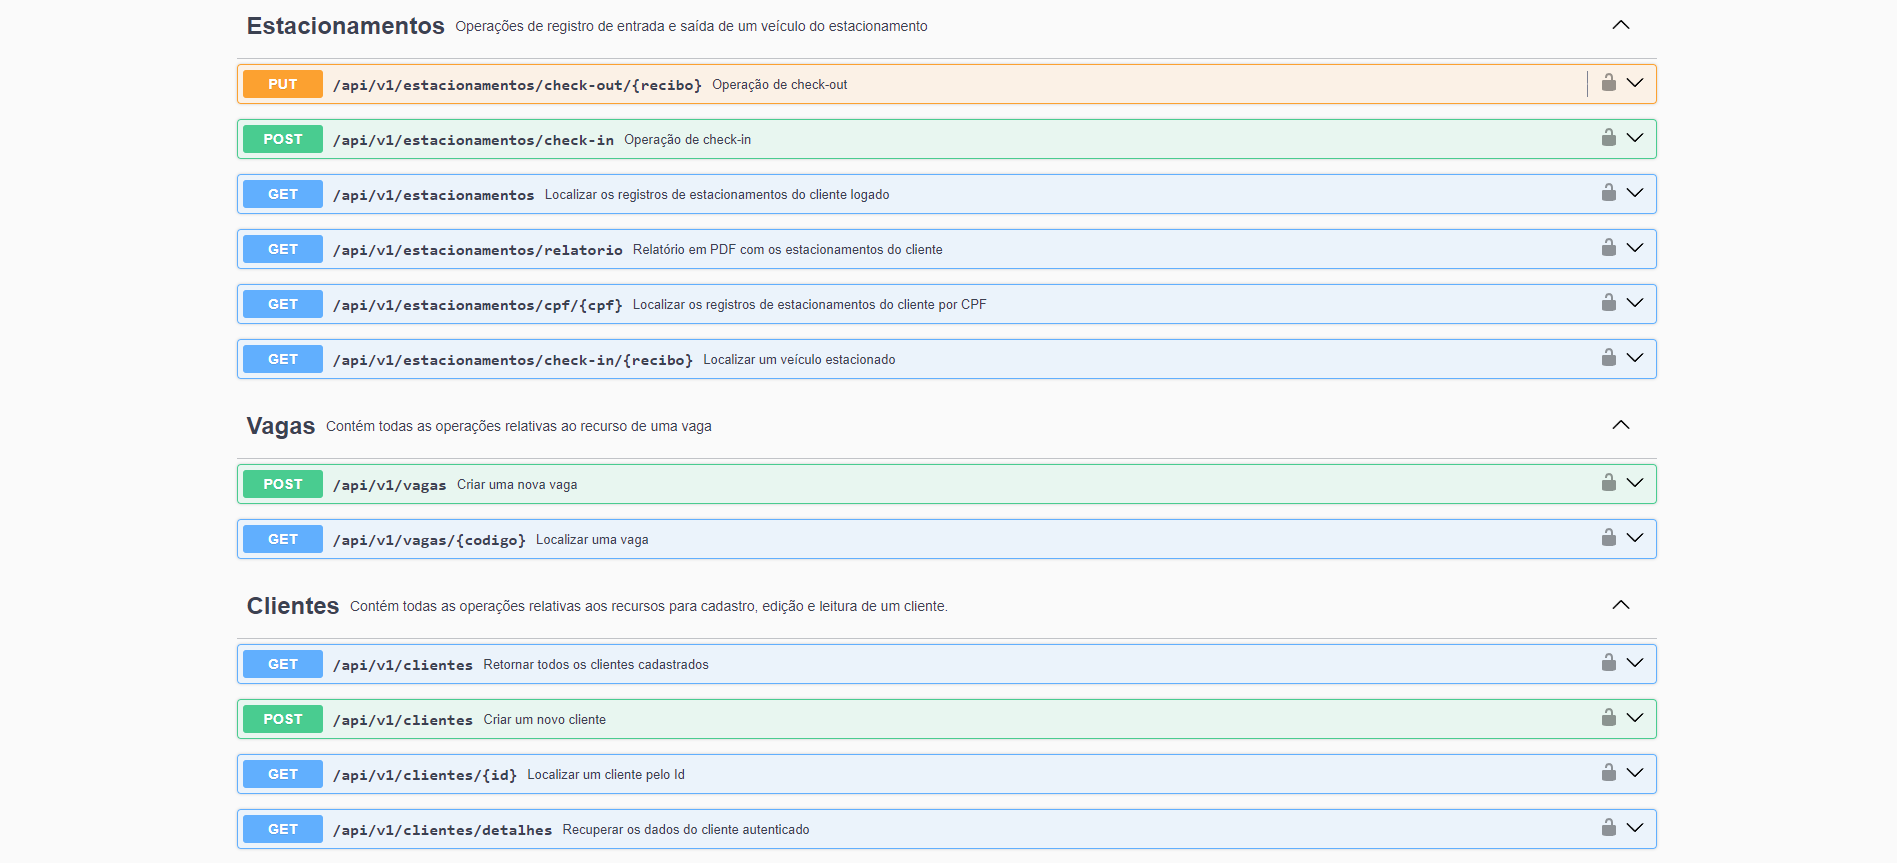 Estacionamentos Operações de registro de entrada e saída de um veículo do estacionamento
PUT /api/v1/estacionamentos/check-out/{recibo} Operação de check-out
POST /api/v1/estacionamentos/check-in Operação de check-in
GET /api/v1/estacionamentos Localizar os registros de estacionamentos do cliente logado
GET /api/v1/estacionamentos/relatorio Relatório em PDF com os estacionamentos do cliente
GET /api/v1/estacionamentos/cpf/{cpf} Localizar os registros de estacionamentos do cliente por CPF
GET /api/v1/estacionamentos/check-in/{recibo} Localizar um veículo estacionado
Vagas Contém todas as operações relativas ao recurso de uma vaga
POST /api/v1/vagas Criar uma nova vaga
GET /api/v1/vagas/{codigo} Localizar uma vaga
Clientes Contém todas as operações relativas aos recursos para cadastro, edição e leitura de um cliente.
GET /api/v1/clientes Retornar todos os clientes cadastrados
POST /api/v1/clientes Criar um novo cliente
GET /api/v1/clientes/{id} Localizar um cliente pelo Id
GET /api/v1/clientes/detalhes Recuperar os dados do cliente autenticado